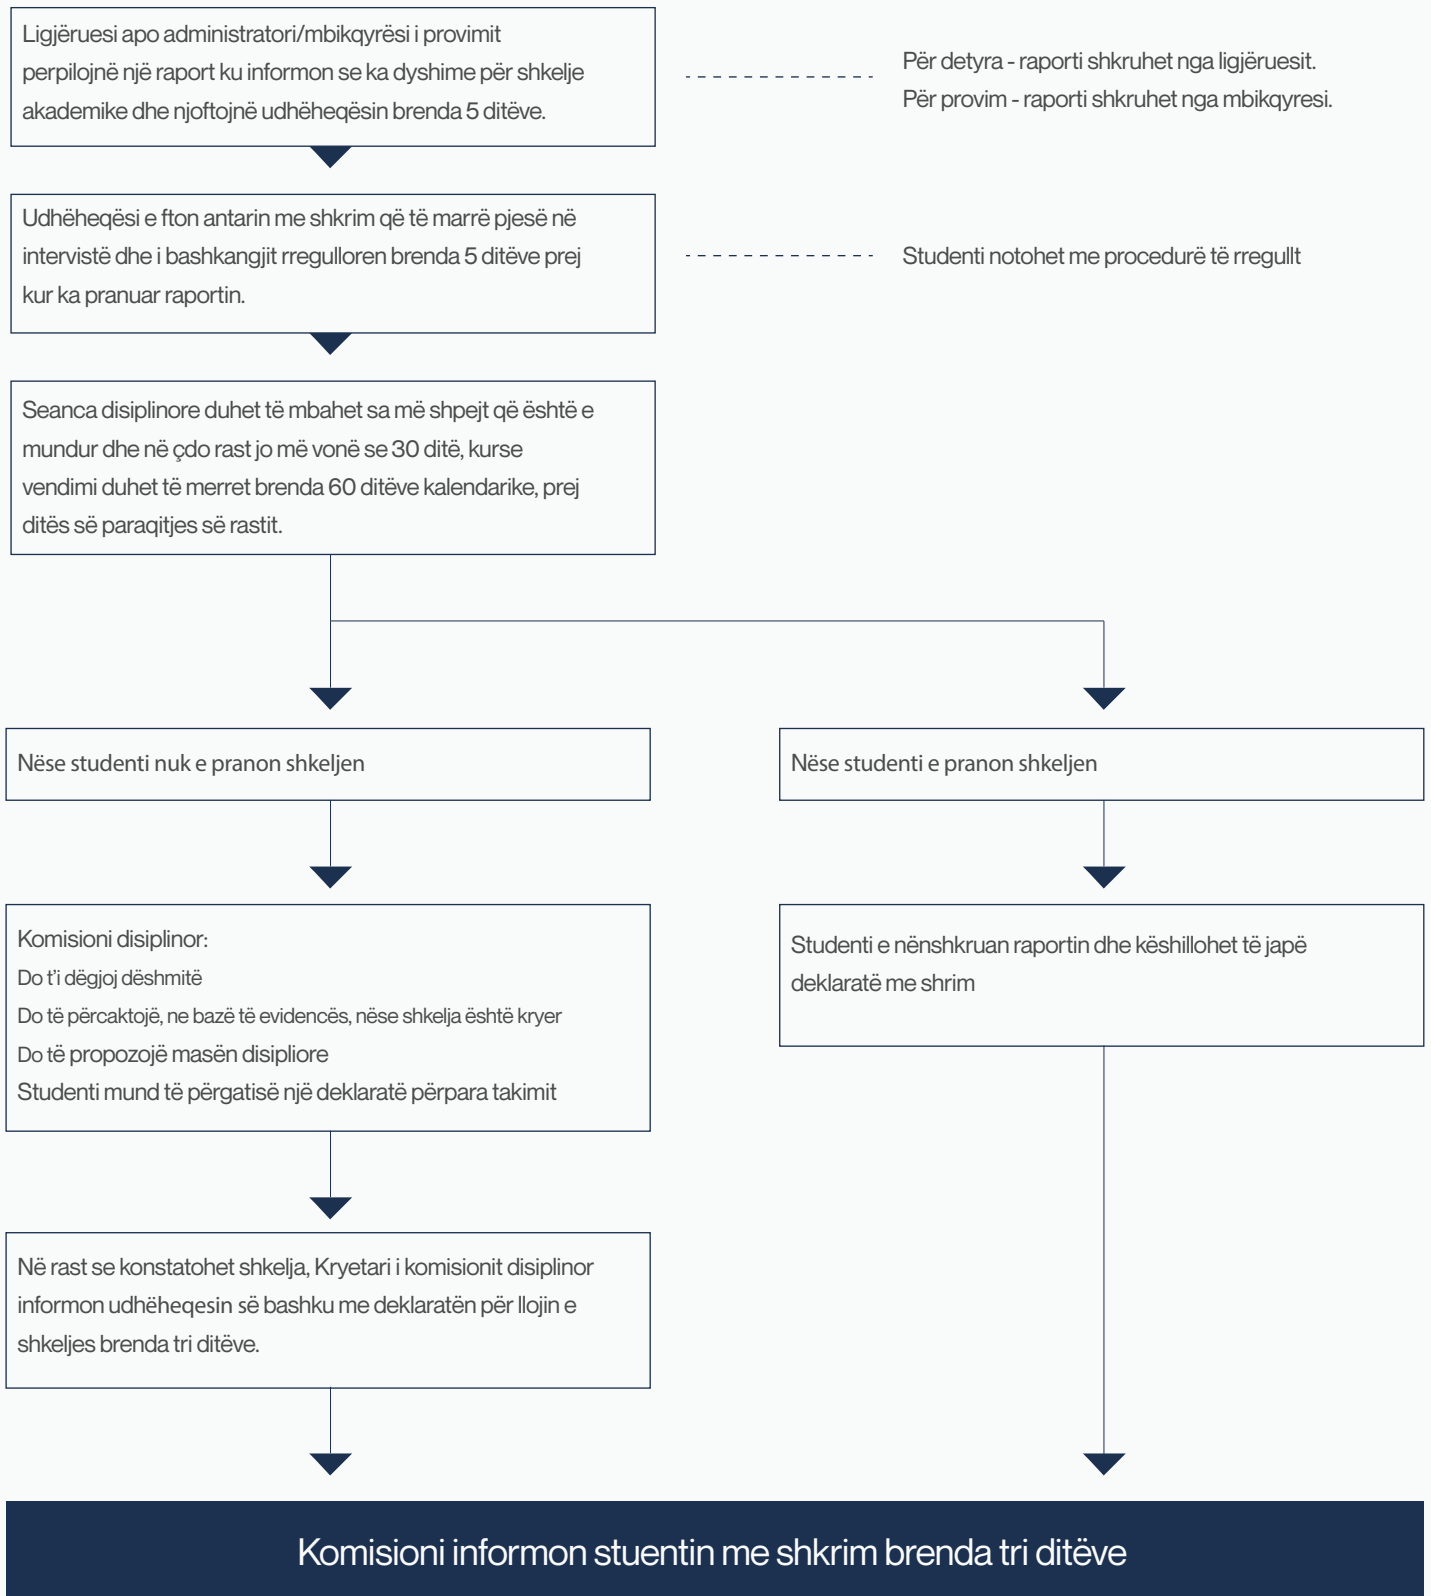 Ligjëruesi apo administratori/mbikqyrësi i provimit
perpilojnë një raport ku informon se ka dyshime për shkelje
akademike dhe njoftojnë udhëheqësin brenda 5 ditëve.
Për detyra - raporti shkruhet nga ligjëruesit.
Për provim - raporti shkruhet nga mbikqyresi.
Udhëheqësi e fton antarin me shkrim që të marrë pjesë në
intervistë dhe i bashkangjit rregulloren brenda 5 ditëve prej
kur ka pranuar raportin.
Studenti notohet me procedurë të rregullt
Seanca disiplinore duhet të mbahet sa më shpejt që është e
mundur dhe në çdo rast jo më vonë se 30 ditë, kurse
vendimi duhet të merret brenda 60 ditëve kalendarike, prej
ditës së paraqitjes së rastit.
Nëse studenti nuk e pranon shkeljen
Nëse studenti e pranon shkeljen
Komisioni disiplinor:
Do t'i dëgjoj dëshmitë
Do të përcaktojë, ne bazë të evidencës, nëse shkelja është kryer
Do të propozojë masën disipliore
Studenti mund të përgatisë një deklaratë përpara takimit
Studenti e nënshkruan raportin dhe këshillohet të japë
deklaratë me shrim
Në rast se konstatohet shkelja, Kryetari i komisionit disiplinor
informon udhëheqesin së bashku me deklaratën për llojin e
shkeljes brenda tri ditëve.
Komisioni informon stuentin me shkrim brenda tri ditëve